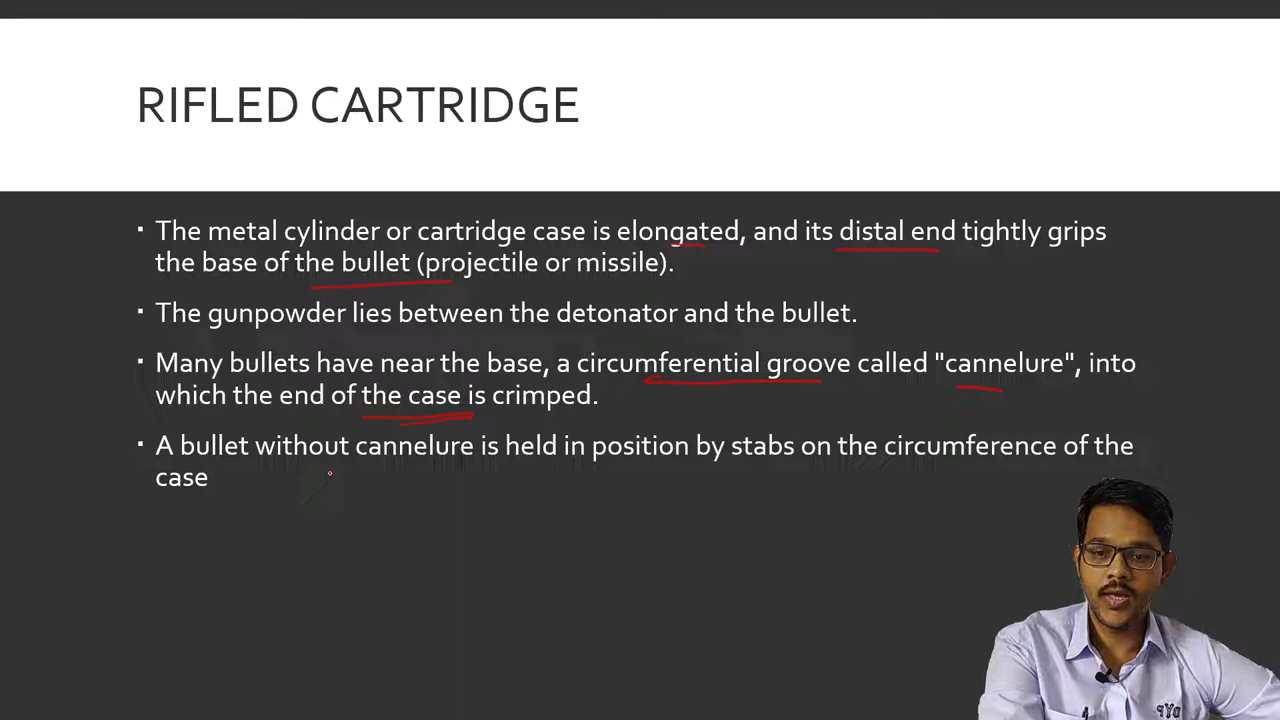 RIFLED CARTRIDGE
▪ The metal cylinder or cartridge case is elongated, and its distal end tightly grips
the base of the bullet (projectile or missile).
▪ The gunpowder lies between the detonator and the bullet.
▪ Many bullets have near the base, a circumferential groove called "cannelure", into
which the end of the case is crimped.
▪ A bullet without cannelure is held in position by stabs on the circumference of the
case